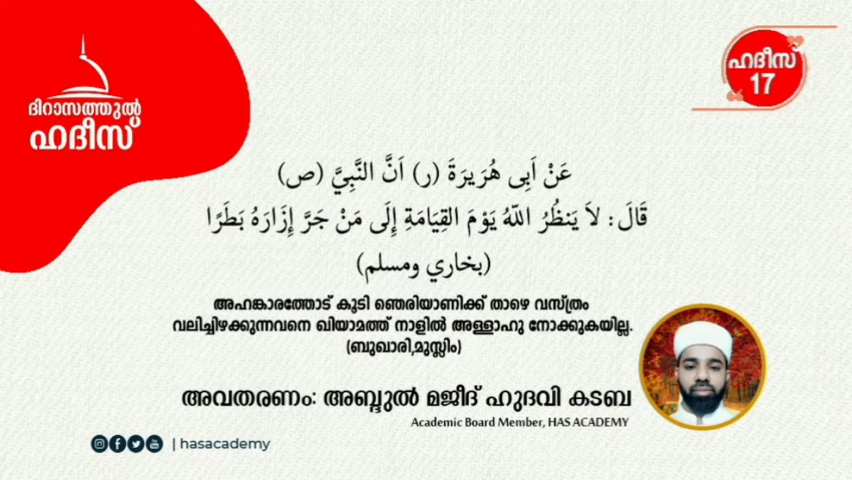 ദിറാസത്തുൽ
ഹദീസ്
ഹദീസ്
17
عَنْ اَبِى هُرَيرَةَ (ر) اَنَّ النَّبِيَّ (ص)
قَالَ: لاَ يَنظُرُ اللّهُ يَوْمَ القِيَامَةِ إِلَى مَنْ جَرَّ إِزَارَهُ بَطَرًا
(بخاري ومسلم)
അഹങ്കാരത്തോട് കൂടി ഞെരിയാണിക്ക് താഴെ വസ്ത്രം
വലിച്ചിഴക്കുന്നവനെ ഖിയാമത്ത് നാളിൽ അള്ളാഹു നോക്കുകയില്ല.
(ബുഖാരി,മുസ്ലിം)
അവതരണം: അബ്ദുൽ മജീദ് ഹുദവി കടബ
Academic Board Member, HAS ACADEMY
| hasacademy